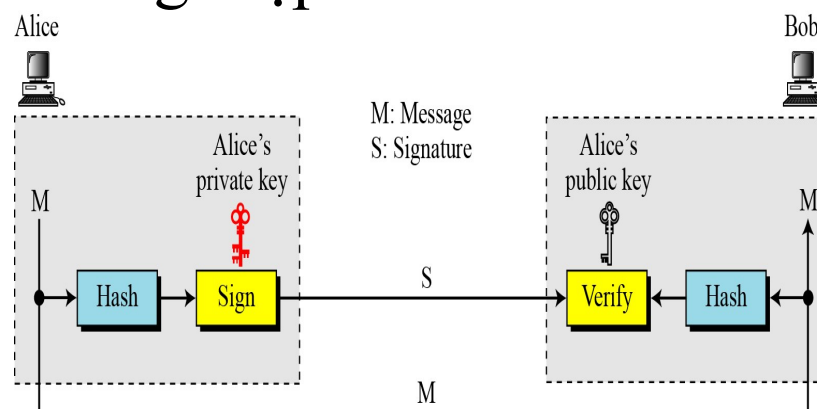 Alice
Bob
M: Message
S: Signature
Alice's
private key
Alice's
public key
M
M
Hash
Sign
S
Verify
Hash
M